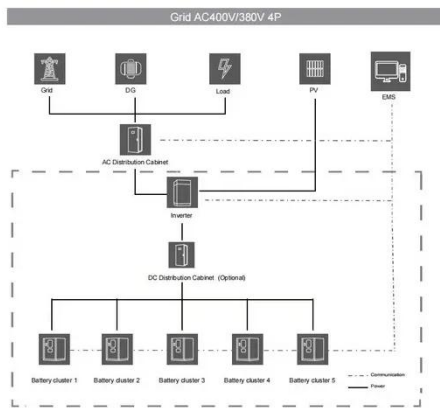 Grid AC400V/380V 4P
Grid
DG
Load
PV
EMS
AC Distribution Cabinet
Inverter
DC Distribution Cabinet (Optional)
Battery cluster 1
Battery cluster 2
Battery cluster 3
Battery cluster 4
Battery cluster 5
Communication
Power